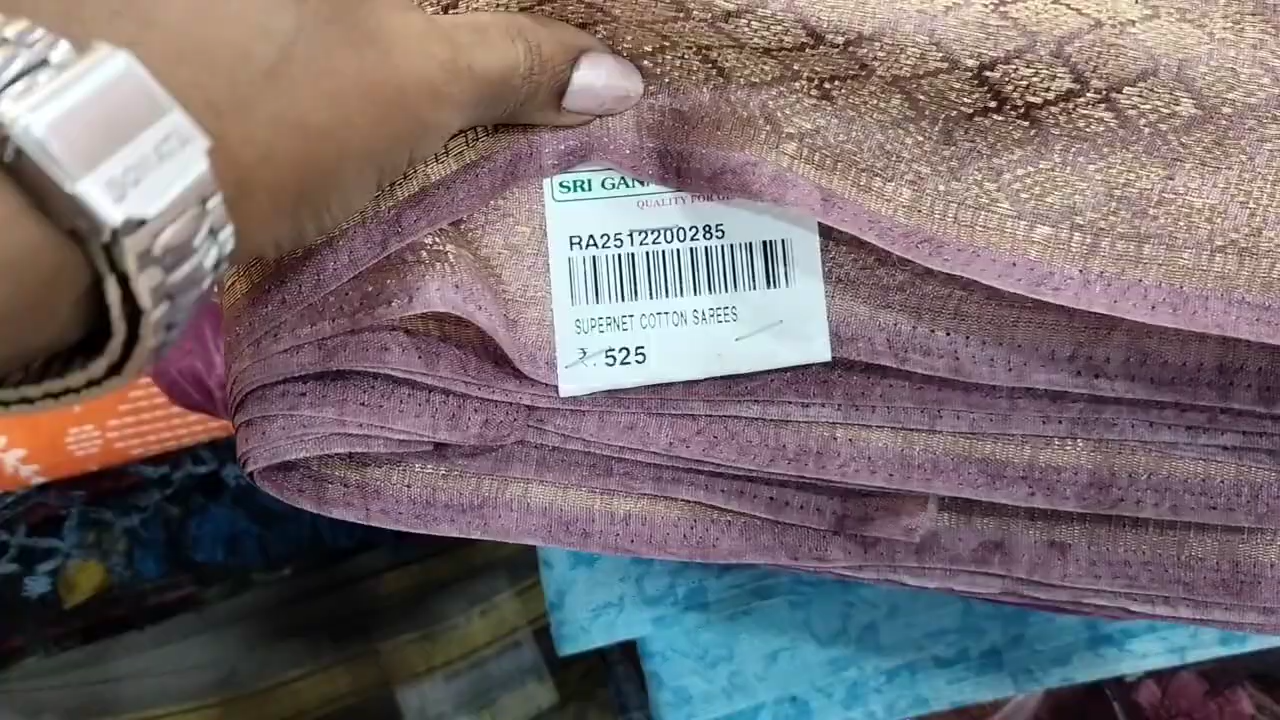 SRI GAN
QUALITY FOR
RA2512200285
SUPERNET COTTON SAREES
₹. 525